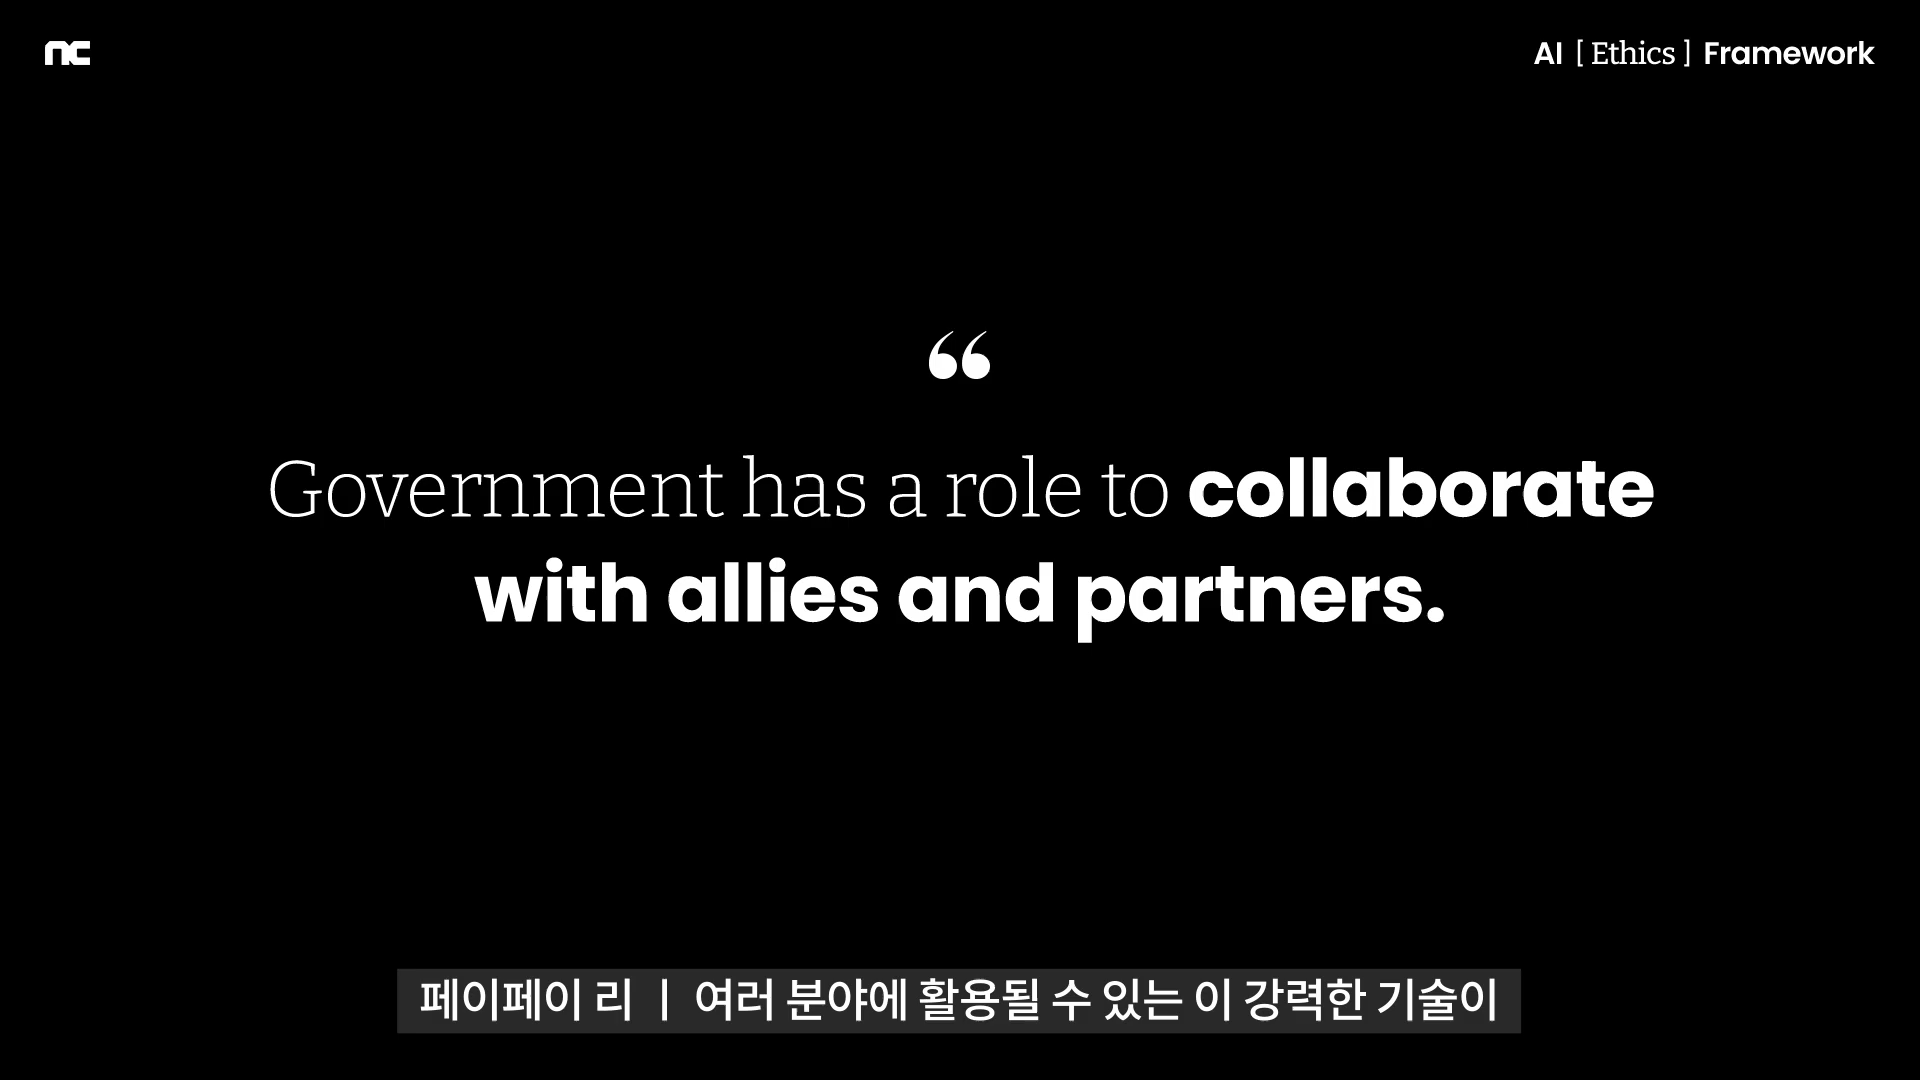 nc
AI [ Ethics ] Framework
“
Government has a role to collaborate
with allies and partners.
페이페이 리 ㅣ 여러 분야에 활용될 수 있는 이 강력한 기술이